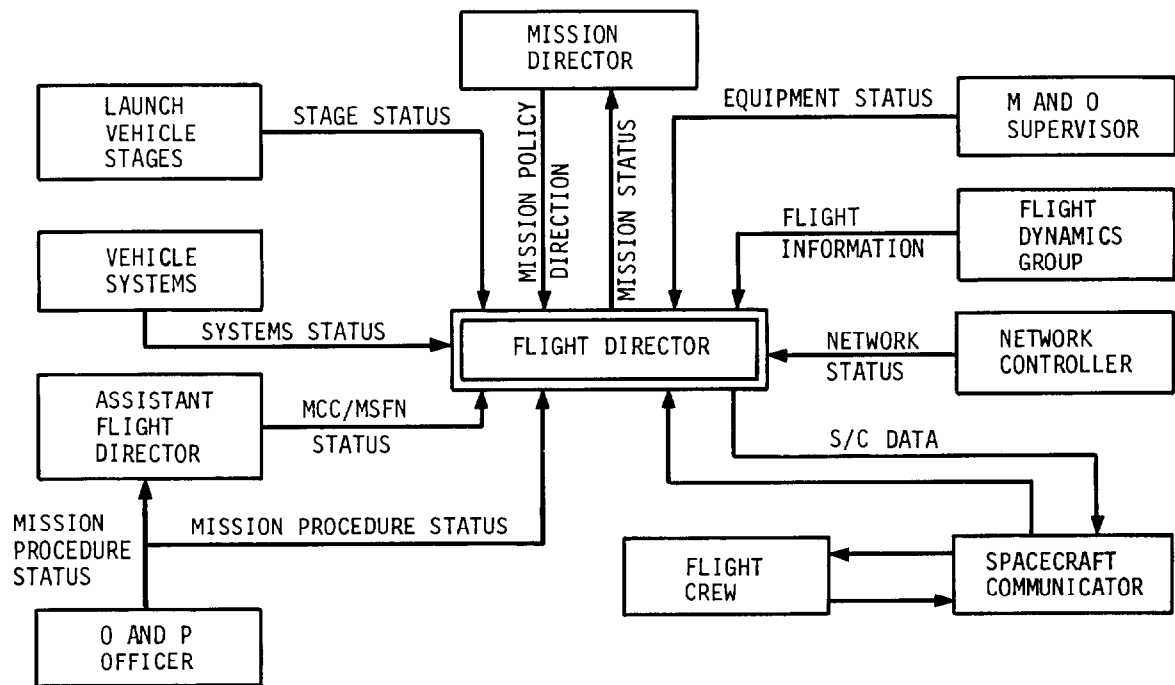 MISSION
DIRECTOR
LAUNCH
VEHICLE
STAGES
STAGE STATUS
MISSION POLICY
DIRECTION
MISSION STATUS
EQUIPMENT STATUS
M AND O
SUPERVISOR
FLIGHT
INFORMATION
FLIGHT
DYNAMICS
GROUP
VEHICLE
SYSTEMS
SYSTEMS STATUS
FLIGHT DIRECTOR
NETWORK
STATUS
NETWORK
CONTROLLER
ASSISTANT
FLIGHT
DIRECTOR
MCC/MSFN
STATUS
S/C DATA
MISSION
PROCEDURE
STATUS
MISSION PROCEDURE STATUS
FLIGHT
CREW
SPACECRAFT
COMMUNICATOR
O AND P
OFFICER